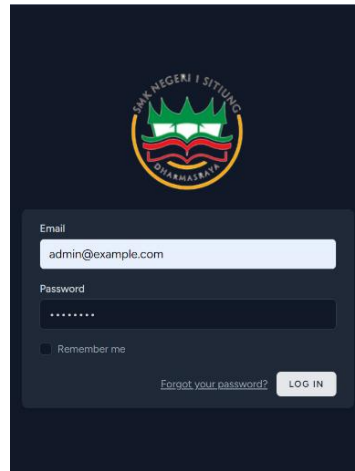 SMK NEGERI 1 SITIUNG
DHARMASRAYA
Email
admin@example.com
Password
••••••••
Remember me
Forgot your password? LOG IN